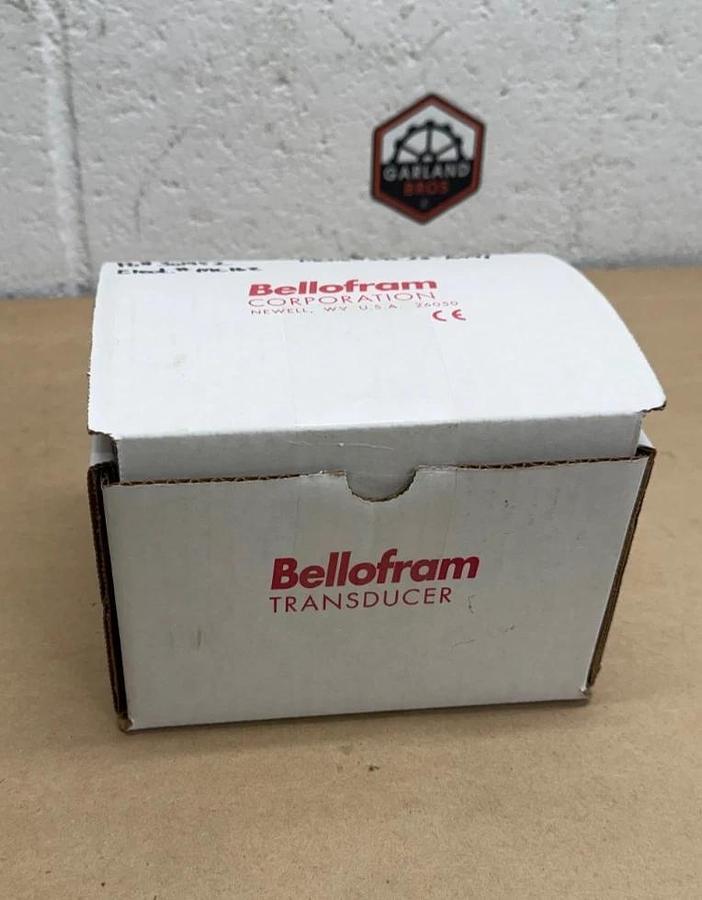 GARLAND
BROS
Bellofram
CORPORATION
NEWELL, WV U.S.A. 26050
CE
Bellofram
TRANSDUCER